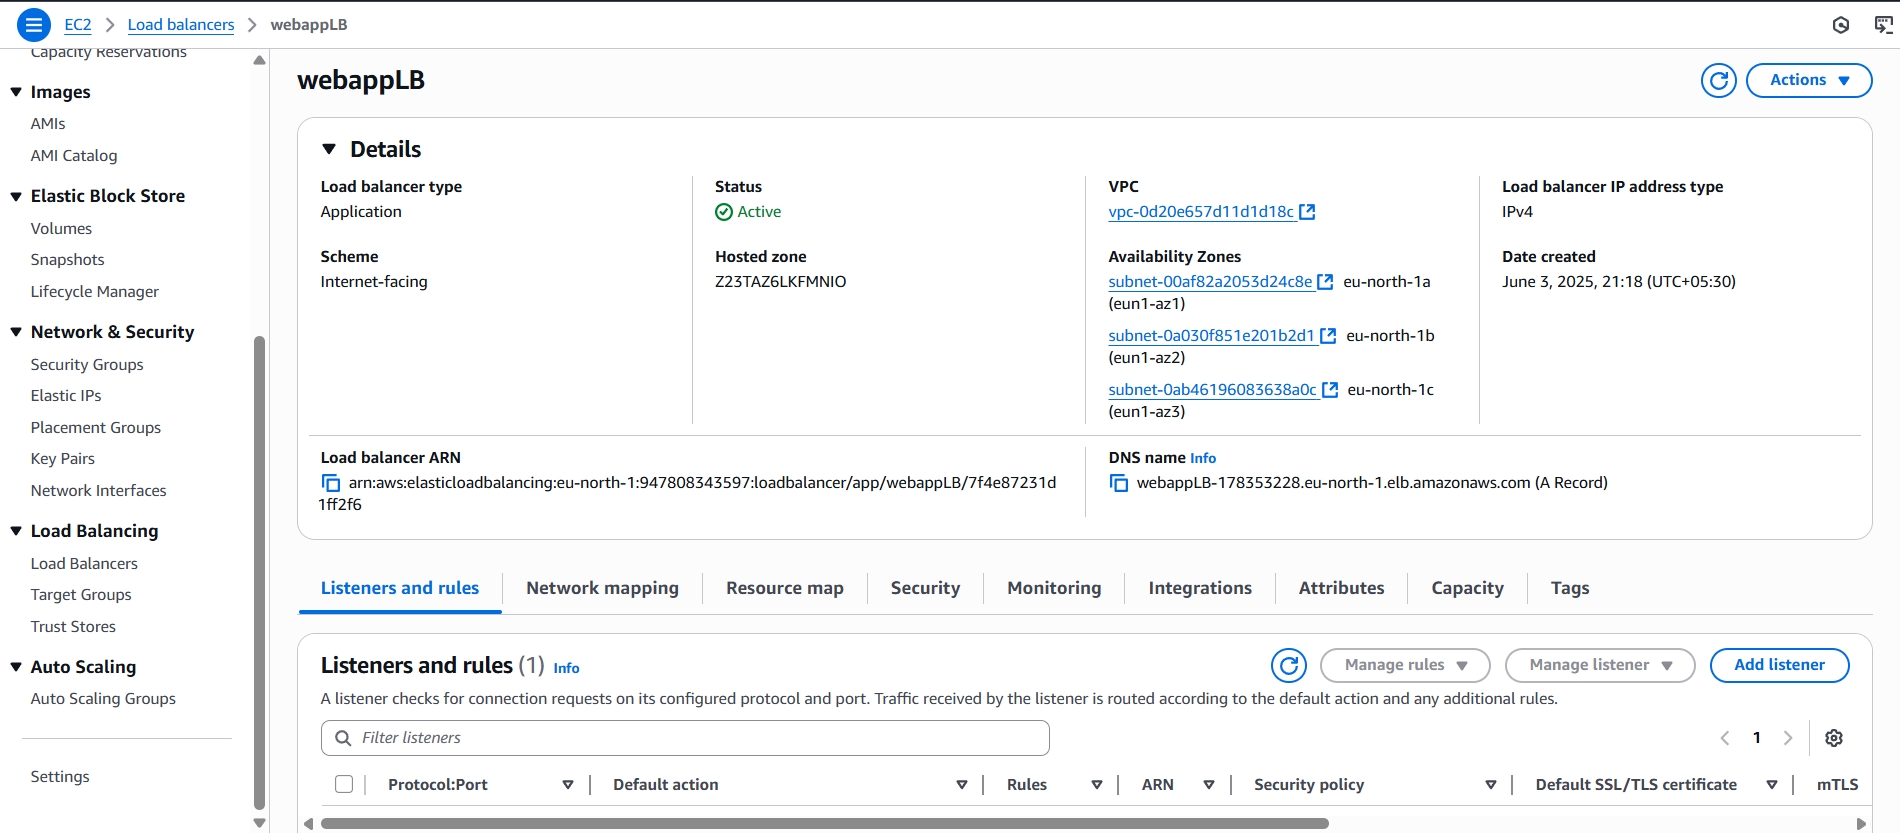 EC2 > Load balancers > webappLB
Capacity Reservations
Images
AMIs
AMI Catalog
Elastic Block Store
Volumes
Snapshots
Lifecycle Manager
Network & Security
Security Groups
Elastic IPs
Placement Groups
Key Pairs
Network Interfaces
Load Balancing
Load Balancers
Target Groups
Trust Stores
Auto Scaling
Auto Scaling Groups
Settings
webappLB
Actions
Details
Load balancer type
Application
Status
Active
VPC
vpc-0d20e657d11d1d18c
Load balancer IP address type
IPv4
Scheme
Internet-facing
Hosted zone
Z23TAZ6LKFMNIO
Availability Zones
subnet-00af82a2053d24c8e eu-north-1a
(eun1-az1)
subnet-0a030f851e201b2d1 eu-north-1b
(eun1-az2)
subnet-0ab46196083638a0c eu-north-1c
(eun1-az3)
Date created
June 3, 2025, 21:18 (UTC+05:30)
Load balancer ARN
arn:aws:elasticloadbalancing:eu-north-1:947808343597:loadbalancer/app/webappLB/7f4e87231d
1ff2f6
DNS name Info
webappLB-178353228.eu-north-1.elb.amazonaws.com (A Record)
Listeners and rules Network mapping Resource map Security Monitoring Integrations Attributes Capacity Tags
Listeners and rules (1) Info
Manage rules Manage listener Add listener
A listener checks for connection requests on its configured protocol and port. Traffic received by the listener is routed according to the default action and any additional rules.
Filter listeners
1
Protocol:Port Default action Rules ARN Security policy Default SSL/TLS certificate mTLS